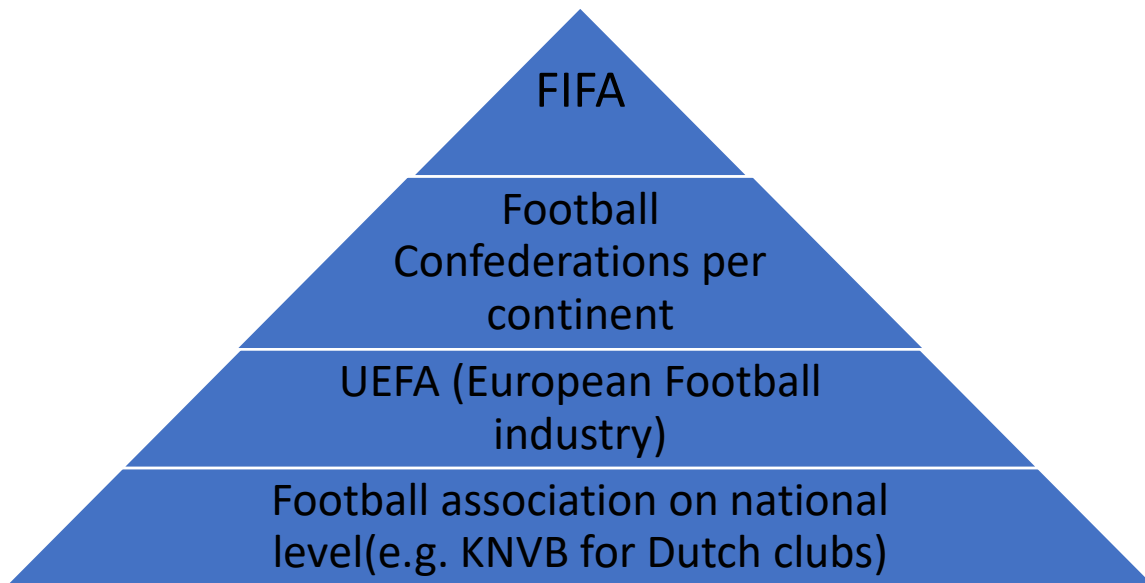 FIFA
Football
Confederations per
continent
UEFA (European Football
industry)
Football association on national
level(e.g. KNVB for Dutch clubs)